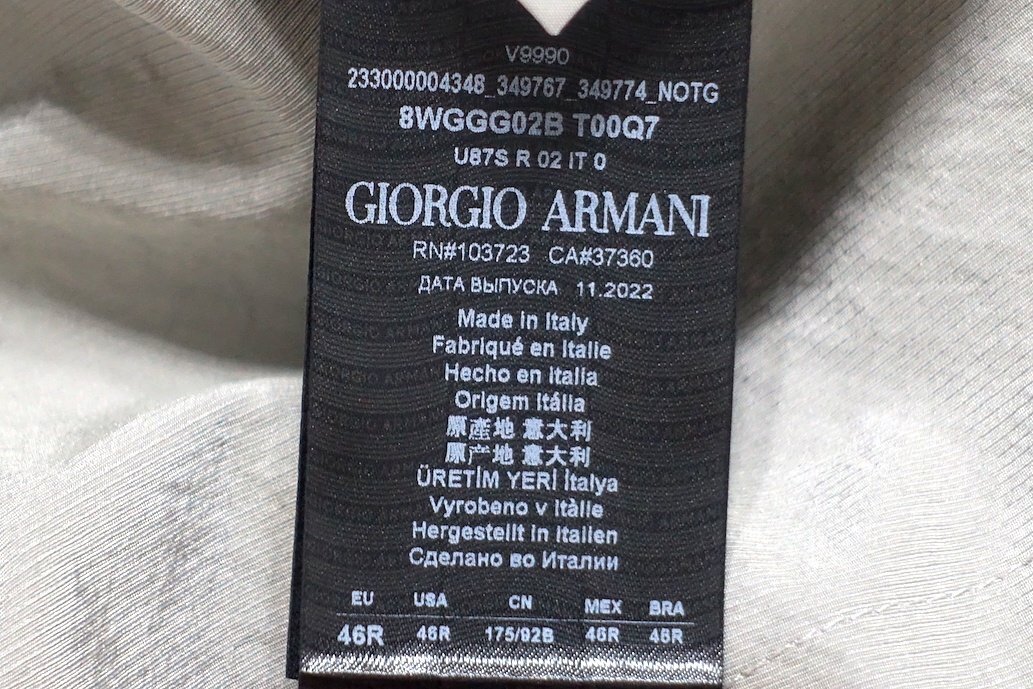 V9990
233000004348_349767_349774_NOTG
8WGGG02B T00Q7
U87S R 02 IT 0
GIORGIO ARMANI
RN#103723 CA#37360
ДАТА ВЫПУСКА 11.2022
Made in Italy
Fabriqué en Italie
Hecho en Italia
Origem Itália
原產地 意大利
原产地 意大利
ÜRETİM YERİ İtalya
Vyrobeno v Itàlie
Hergestellt in Italien
Сделано во Италии
EU USA CN MEX BRA
46R 46R 175/92B 46R 46R